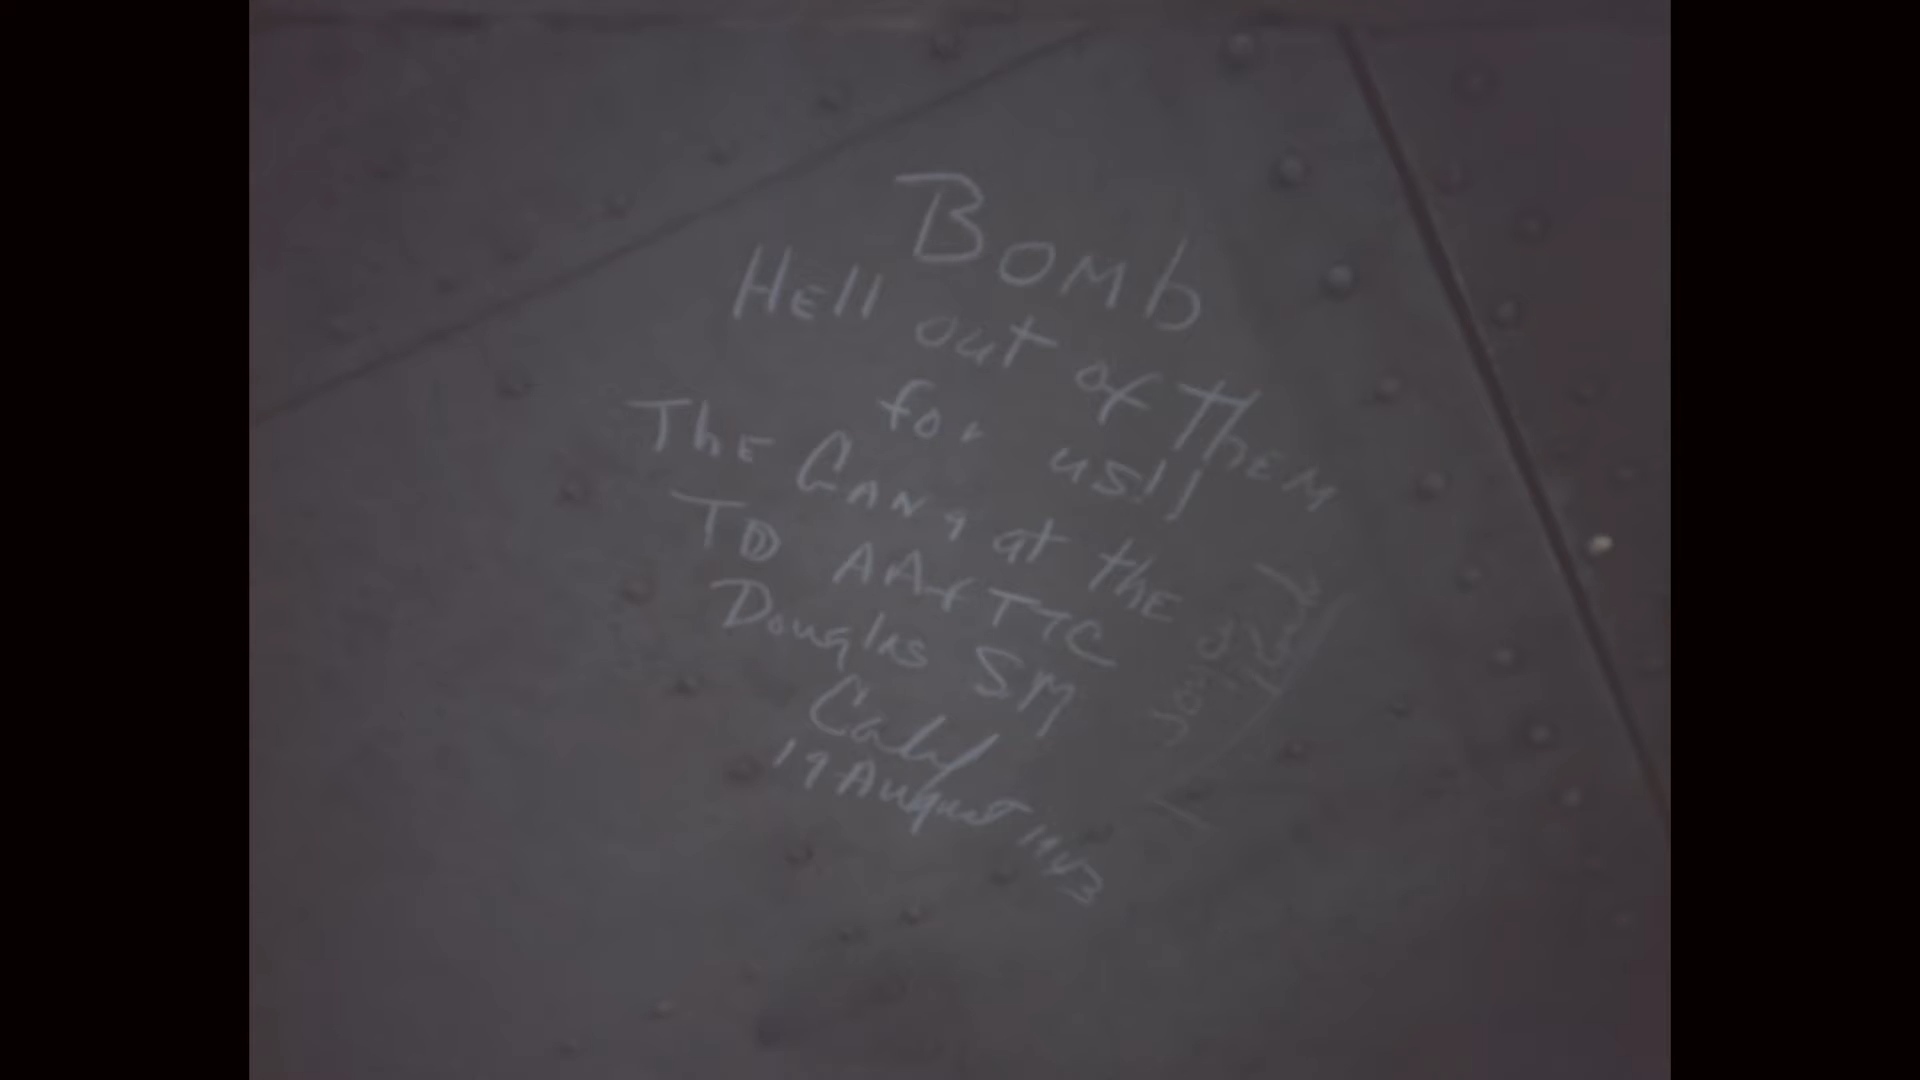 Bomb
Hell out of Them
for us!!
The Gang at the
TD AAFTTC
Douglas SM
Calif
19 August 1943